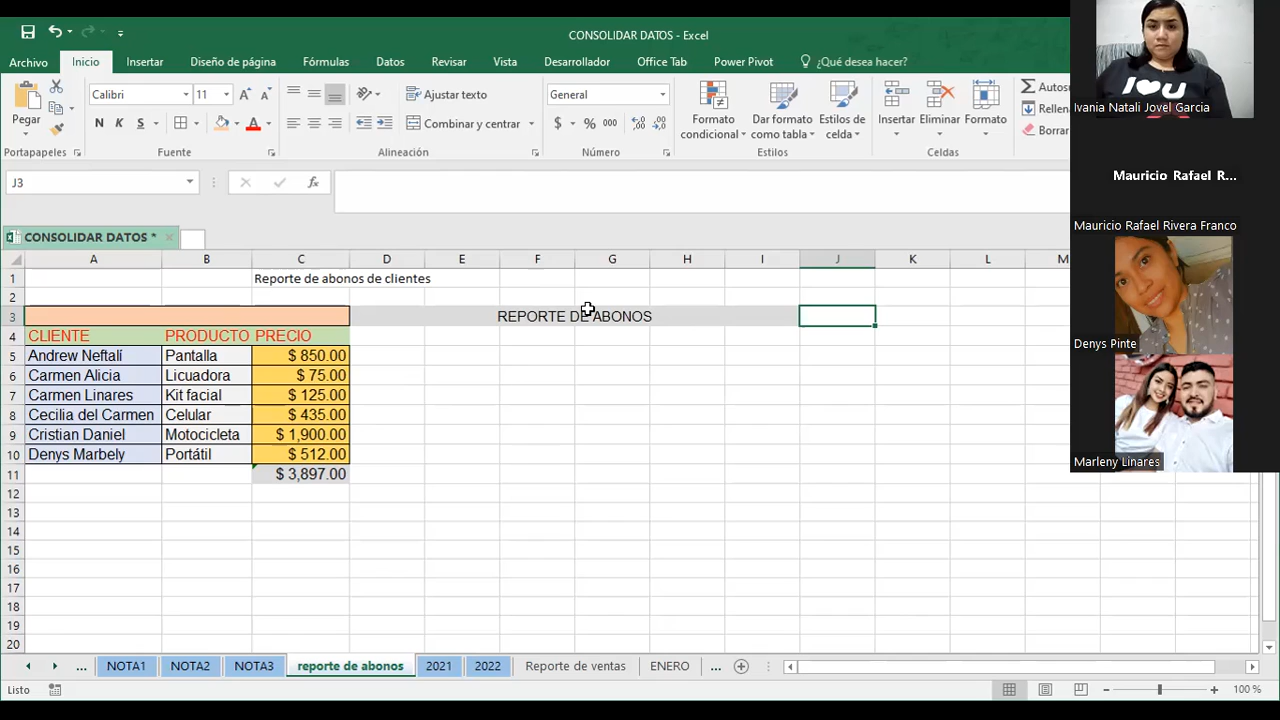 CONSOLIDAR DATOS - Excel
Archivo Inicio Insertar Diseño de página Fórmulas Datos Revisar Vista Desarrollador Office Tab Power Pivot ¿Qué desea hacer?
Pegar
Portapapeles
Calibri 11
N K S
Fuente
Ajustar texto
Combinar y centrar
Alineación
General
$ % 000
Número
Formato condicional
Dar formato como tabla
Estilos de celda
Estilos
Insertar Eliminar Formato
Celdas
Autos
Rellen
Borrar
J3
fx
CONSOLIDAR DATOS *
A B C D E F G H I J K L M
1 Reporte de abonos de clientes
2
3 REPORTE DE ABONOS
4 CLIENTE PRODUCTO PRECIO
5 Andrew Neftalí Pantalla $ 850.00
6 Carmen Alicia Licuadora $ 75.00
7 Carmen Linares Kit facial $ 125.00
8 Cecilia del Carmen Celular $ 435.00
9 Cristian Daniel Motocicleta $ 1,900.00
10 Denys Marbely Portátil $ 512.00
11 $ 3,897.00
12
13
14
15
16
17
18
19
20
... NOTA1 NOTA2 NOTA3 reporte de abonos 2021 2022 Reporte de ventas ENERO ...
Listo
100 %
I ❤ U
Ivania Natali Jovel Garcia
Mauricio Rafael R...
Mauricio Rafael Rivera Franco
Denys Pinte
Marleny Linares